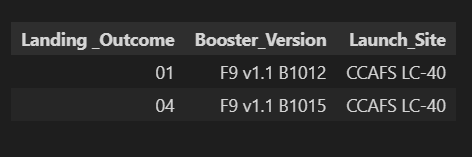 Landing _Outcome Booster_Version Launch_Site
01 F9 v1.1 B1012 CCAFS LC-40
04 F9 v1.1 B1015 CCAFS LC-40